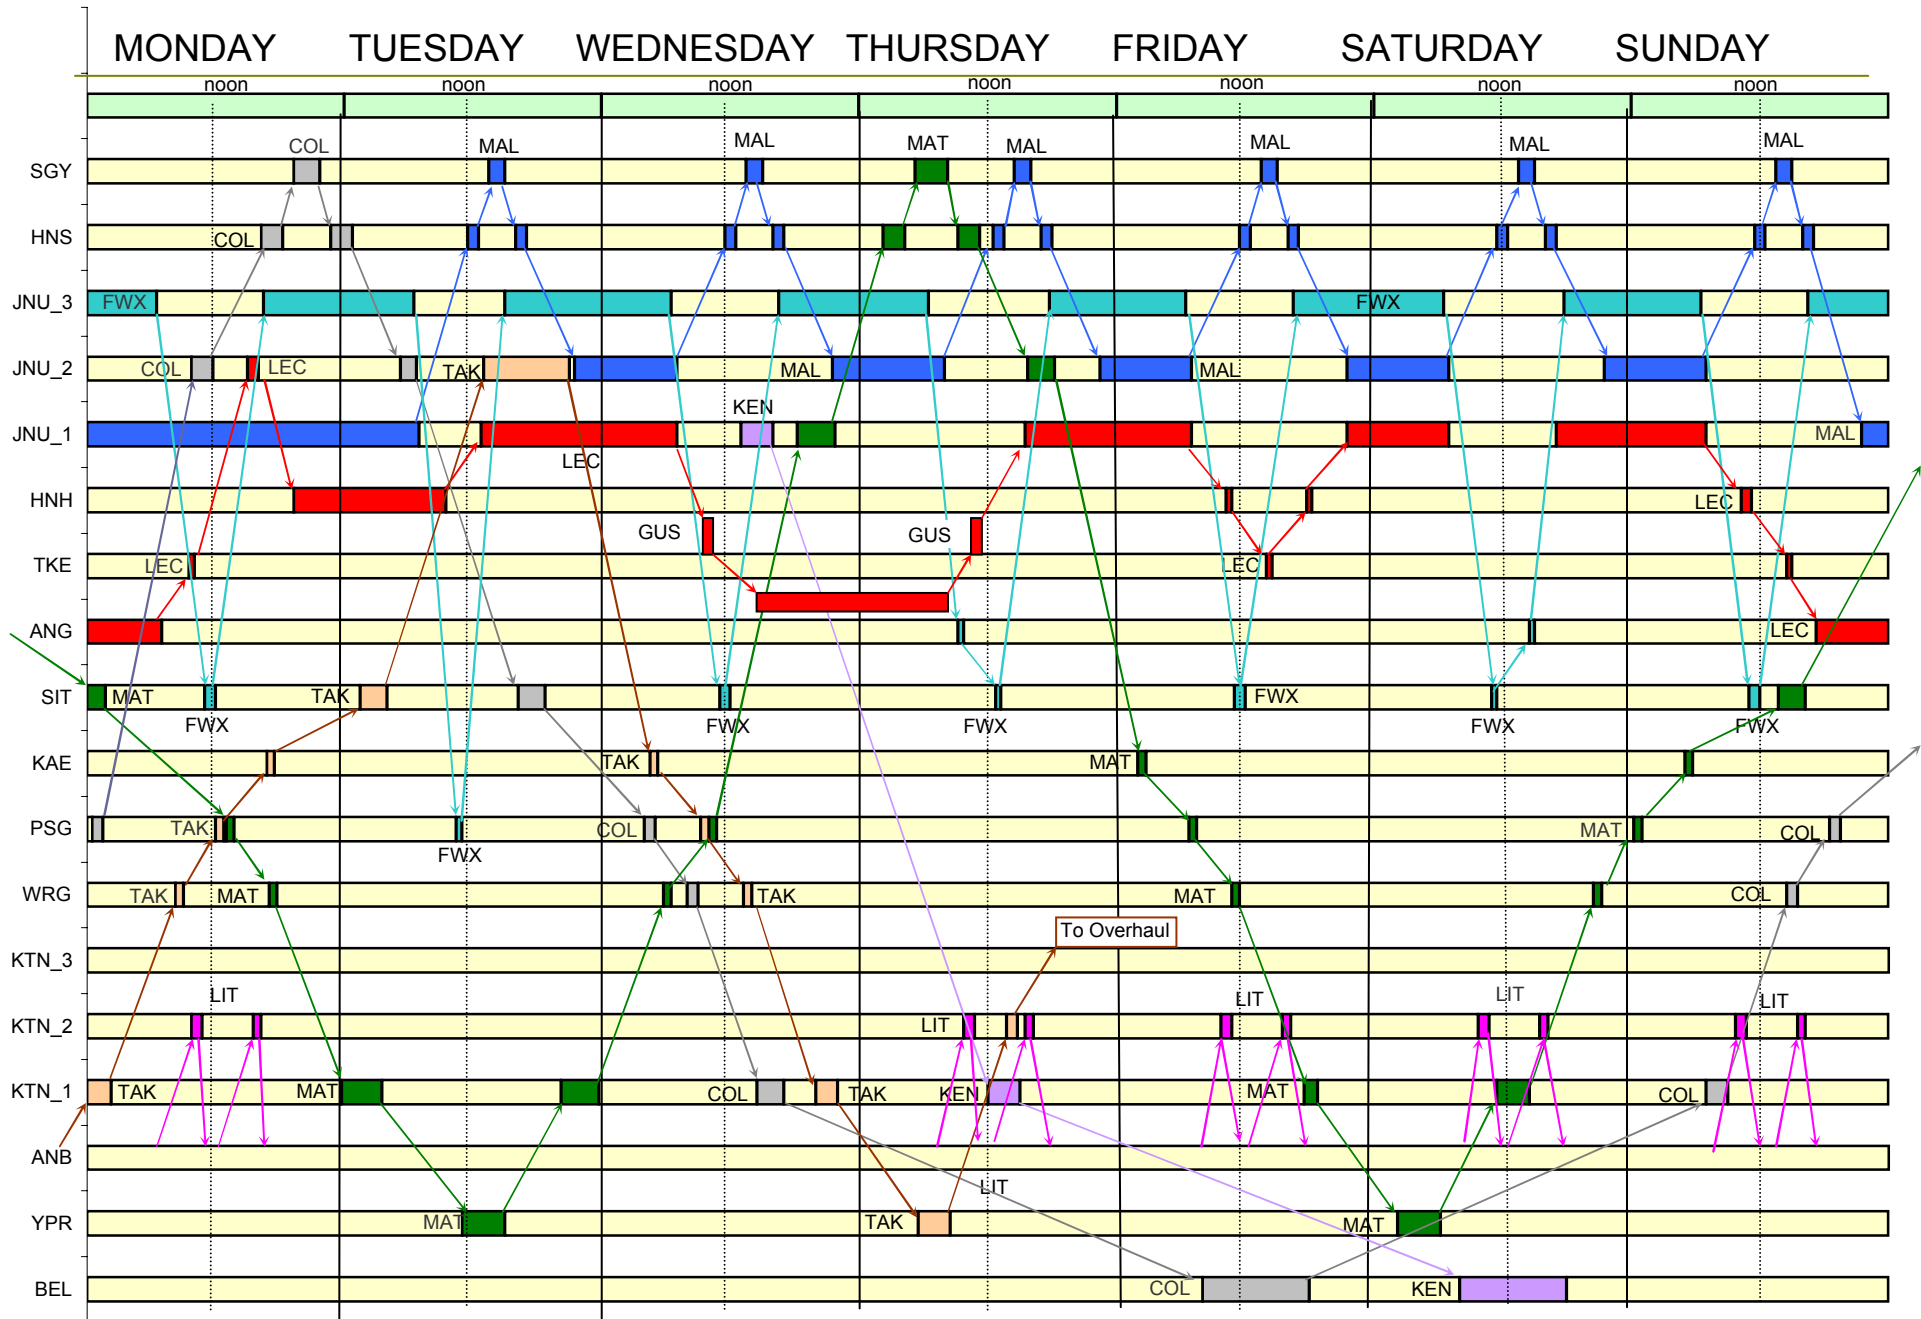 MONDAY TUESDAY WEDNESDAY THURSDAY FRIDAY SATURDAY SUNDAY
noon noon noon noon noon noon noon
SGY COL MAL MAL MAT MAL MAL MAL MAL
HNS COL
JNU_3 FWX FWX
JNU_2 COL LEC TAK MAL MAL
JNU_1 KEN MAL
LEC
HNH LEC
GUS GUS
TKE LEC LEC
ANG LEC
SIT MAT TAK FWX
FWX FWX FWX FWX FWX
KAE TAK MAT
PSG TAK COL MAT COL
FWX
WRG TAK MAT TAK MAT COL
To Overhaul
KTN_3
LIT LIT LIT LIT
KTN_2 LIT
KTN_1 TAK MAT COL TAK KEN MAT COL
ANB
LIT
YPR MAT TAK MAT
BEL COL KEN